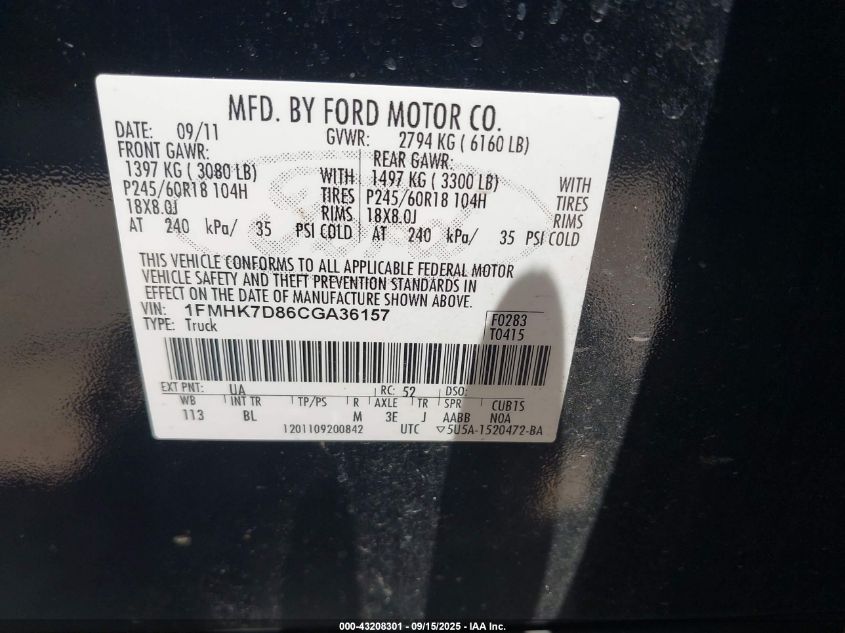 MFD. BY FORD MOTOR CO.
DATE: 09/11 GVWR: 2794 KG ( 6160 LB)
FRONT GAWR: REAR GAWR:
1397 KG ( 3080 LB) WITH 1497 KG ( 3300 LB) WITH
P245/60R18 104H TIRES P245/60R18 104H TIRES
18X8.0J RIMS 18X8.0J RIMS
AT 240 kPa/ 35 PSI COLD AT 240 kPa/ 35 PSI COLD
THIS VEHICLE CONFORMS TO ALL APPLICABLE FEDERAL MOTOR
VEHICLE SAFETY AND THEFT PREVENTION STANDARDS IN
EFFECT ON THE DATE OF MANUFACTURE SHOWN ABOVE.
VIN: 1FMHK7D86CGA36157 F0283
TYPE: Truck T0415
EXT PNT: UA RC: 52 DSO:
WB INT TR TP/PS R AXLE TR SPR CUBTS
113 BL M 3E J AABB N0A
1201109200842 UTC ▽5U5A-1520472-BA
000-43208301 - 09/15/2025 - IAA Inc.